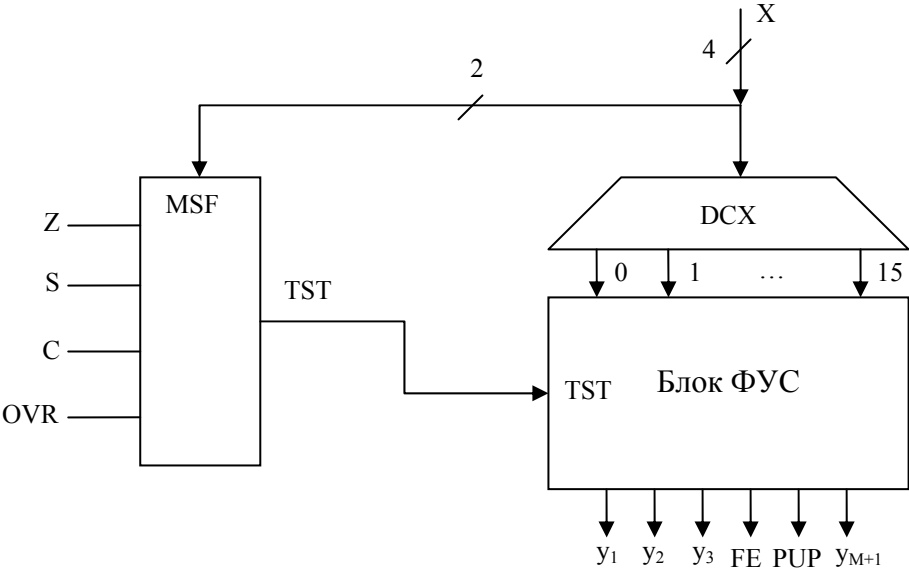 X
4
2
MSF
DCX
Z
S
C
OVR
TST
0 1 … 15
TST
Блок ФУС
y₁ y₂ y₃ FE PUP yM+1